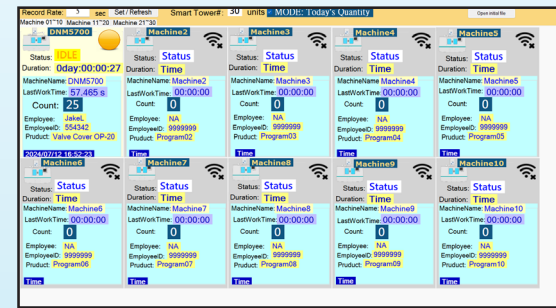 Record Rate: 5 sec Set / Refresh Smart Tower#: 30 units ✓ MODE: Today's Quantity Open initial file
Machine 01~10 Machine 11~20 Machine 21~30
DNM5700 Machine2 Machine3 Machine4 Machine5
Status: IDLE Status: Status Status: Status Status: Status Status: Status
Duration: 0day:00:00:27 Duration: Time Duration: Time Duration: Time Duration: Time
MachineName: DNM5700 MachineName: Machine2 MachineName: Machine3 MachineName: Machine4 MachineName: Machine5
LastWorkTime: 57.465 s LastWorkTime: 00:00:00 LastWorkTime: 00:00:00 LastWorkTime: 00:00:00 LastWorkTime: 00:00:00
Count: 25 Count: 0 Count: 0 Count: 0 Count: 0
Employee: JakeL Employee: NA Employee: NA Employee: NA Employee: NA
EmployeeID: 554342 EmployeeID: 9999999 EmployeeID: 9999999 EmployeeID: 9999999 EmployeeID: 9999999
Pruduct: Valve Cover OP-20 Pruduct: Program02 Pruduct: Program03 Pruduct: Program04 Pruduct: Program05
2024/07/12 16:52:23 Time Time Time Time
Machine6 Machine7 Machine8 Machine9 Machine10
Status: Status Status: Status Status: Status Status: Status Status: Status
Duration: Time Duration: Time Duration: Time Duration: Time Duration: Time
MachineName: Machine6 MachineName: Machine7 MachineName: Machine8 MachineName: Machine9 MachineName: Machine10
LastWorkTime: 00:00:00 LastWorkTime: 00:00:00 LastWorkTime: 00:00:00 LastWorkTime: 00:00:00 LastWorkTime: 00:00:00
Count: 0 Count: 0 Count: 0 Count: 0 Count: 0
Employee: NA Employee: NA Employee: NA Employee: NA Employee: NA
EmployeeID: 9999999 EmployeeID: 9999999 EmployeeID: 9999999 EmployeeID: 9999999 EmployeeID: 9999999
Pruduct: Program06 Pruduct: Program07 Pruduct: Program08 Pruduct: Program09 Pruduct: Program10
Time Time Time Time Time